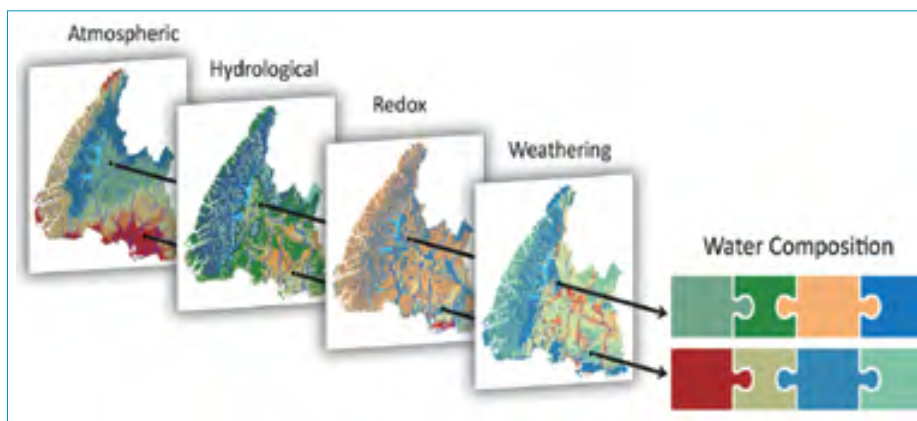 Atmospheric
Hydrological
Redox
Weathering
Water Composition